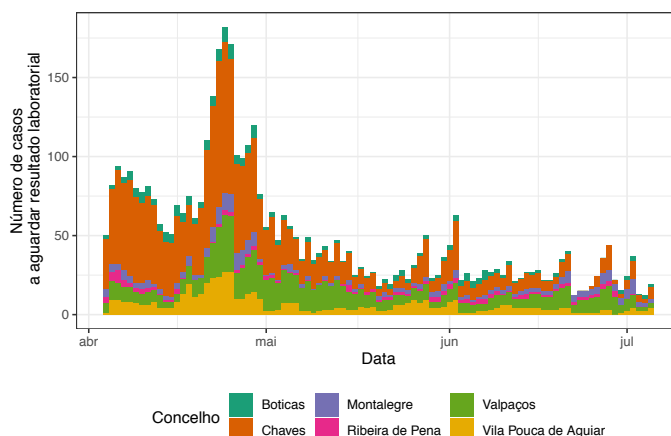 Número de casos
a aguardar resultado laboratorial
150
100
50
0
abr
mai
jun
jul
Data
Concelho
Boticas
Montalegre
Valpaços
Chaves
Ribeira de Pena
Vila Pouca de Aguiar